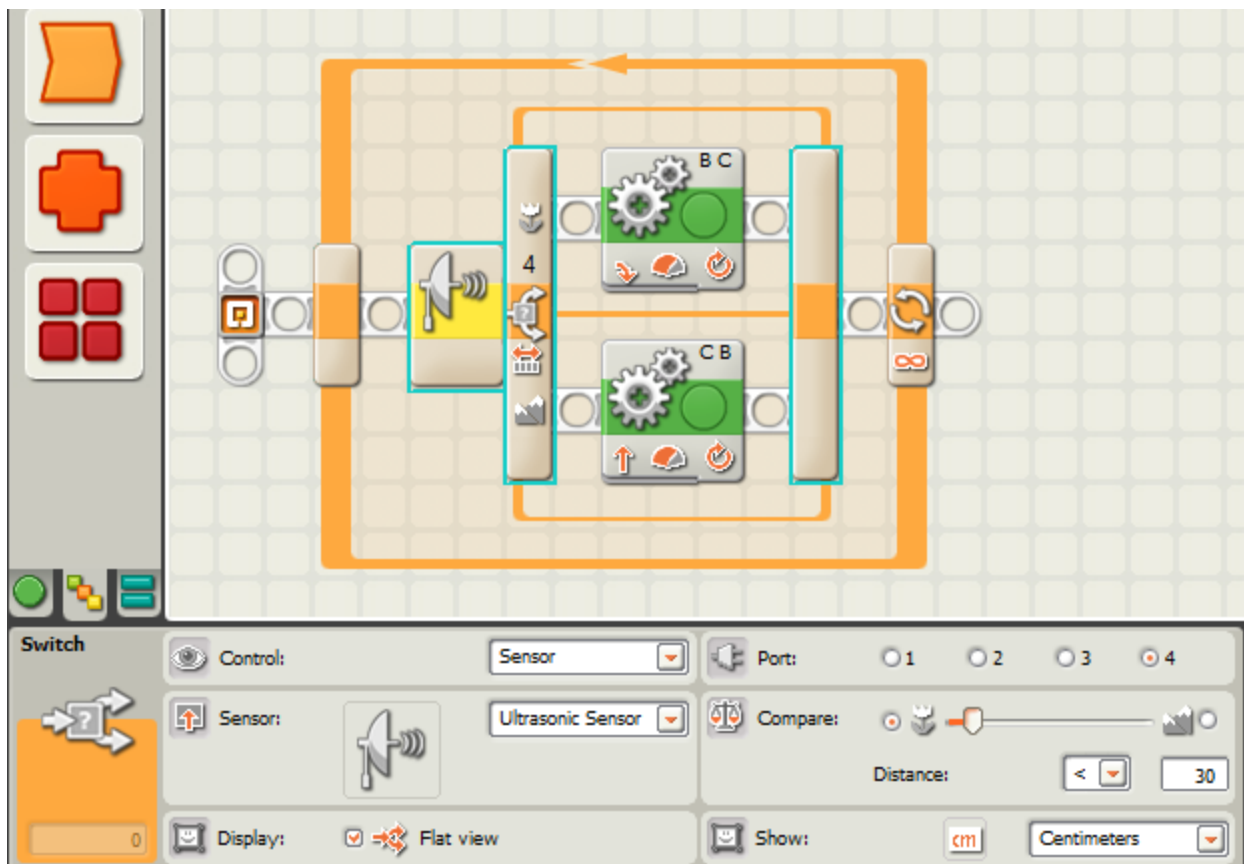 B C
4
C B
Switch
Control:
Sensor
Port:
1
2
3
4
Sensor:
Ultrasonic Sensor
Compare:
Distance:
<
30
0
Display:
Flat view
Show:
cm
Centimeters